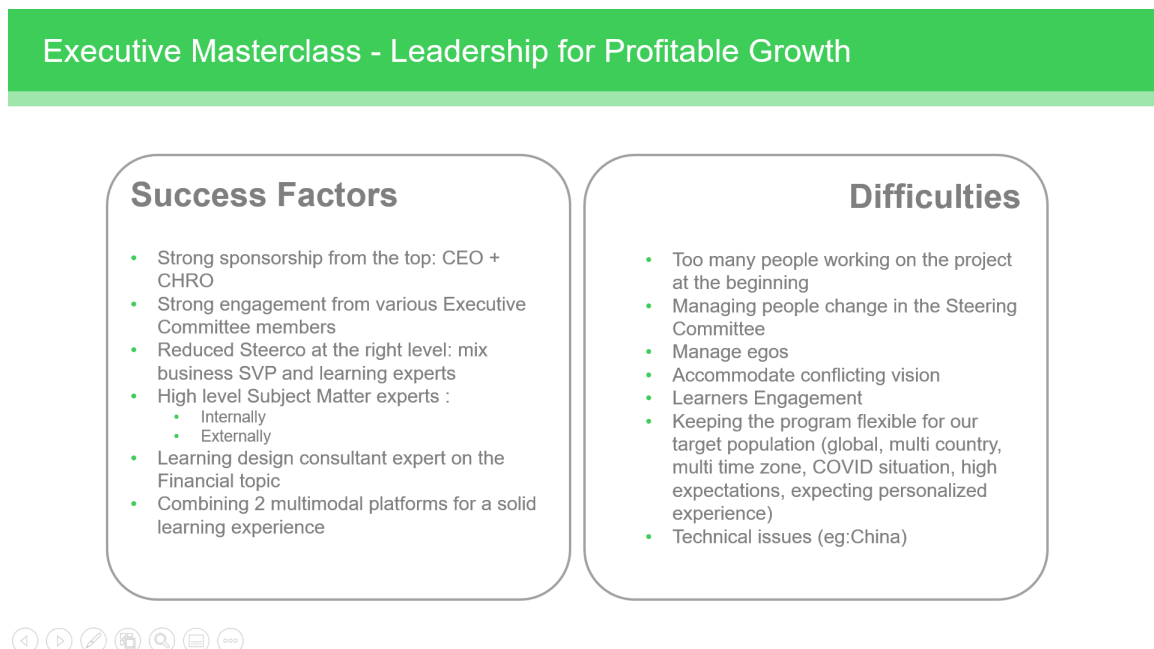 Executive Masterclass - Leadership for Profitable Growth
Success Factors
• Strong sponsorship from the top: CEO +
CHRO
• Strong engagement from various Executive
Committee members
• Reduced Steerco at the right level: mix
business SVP and learning experts
• High level Subject Matter experts :
• Internally
• Externally
• Learning design consultant expert on the
Financial topic
• Combining 2 multimodal platforms for a solid
learning experience
Difficulties
• Too many people working on the project
at the beginning
• Managing people change in the Steering
Committee
• Manage egos
• Accommodate conflicting vision
• Learners Engagement
• Keeping the program flexible for our
target population (global, multi country,
multi time zone, COVID situation, high
expectations, expecting personalized
experience)
• Technical issues (eg:China)